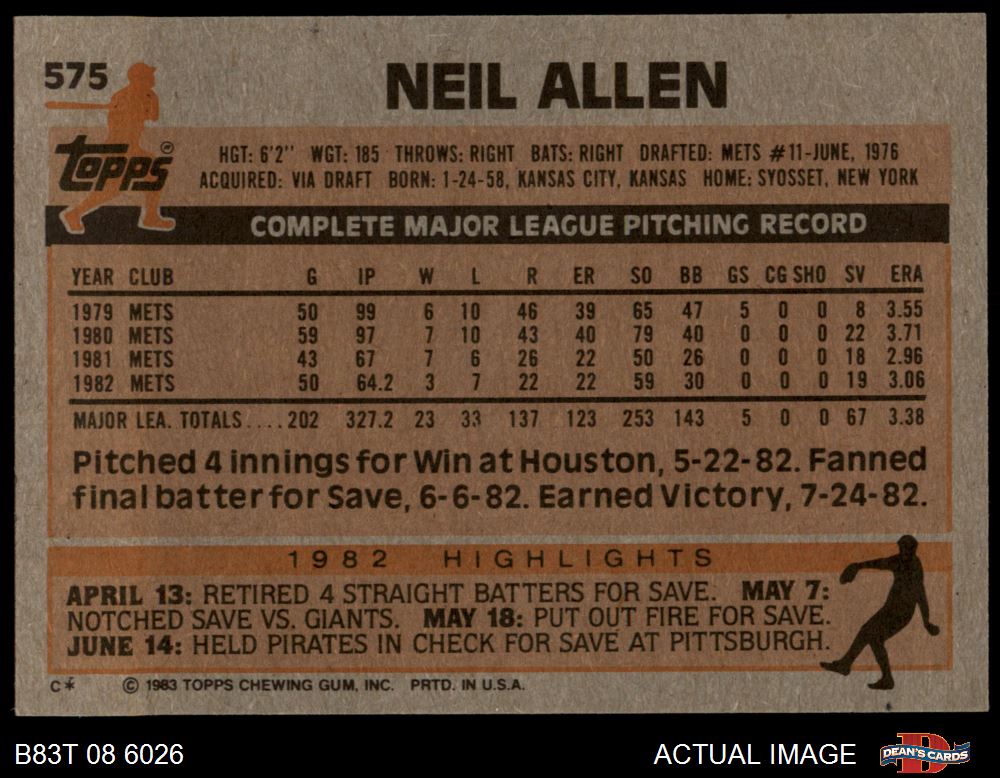 575
NEIL ALLEN
TOPPS
HGT: 6'2" WGT: 185 THROWS: RIGHT BATS: RIGHT DRAFTED: METS #11-JUNE, 1976
ACQUIRED: VIA DRAFT BORN: 1-24-58, KANSAS CITY, KANSAS HOME: SYOSSET, NEW YORK
COMPLETE MAJOR LEAGUE PITCHING RECORD
YEAR CLUB G IP W L R ER SO BB GS CG SHO SV ERA
1979 METS 50 99 6 10 46 39 65 47 5 0 0 8 3.55
1980 METS 59 97 7 10 43 40 79 40 0 0 0 22 3.71
1981 METS 43 67 7 6 26 22 50 26 0 0 0 18 2.96
1982 METS 50 64.2 3 7 22 22 59 30 0 0 0 19 3.06
MAJOR LEA. TOTALS....202 327.2 23 33 137 123 253 143 5 0 0 67 3.38
Pitched 4 innings for Win at Houston, 5-22-82. Fanned
final batter for Save, 6-6-82. Earned Victory, 7-24-82.
1982 HIGHLIGHTS
APRIL 13: RETIRED 4 STRAIGHT BATTERS FOR SAVE. MAY 7:
NOTCHED SAVE VS. GIANTS. MAY 18: PUT OUT FIRE FOR SAVE.
JUNE 14: HELD PIRATES IN CHECK FOR SAVE AT PITTSBURGH.
C* © 1983 TOPPS CHEWING GUM, INC. PRTD. IN U.S.A.
B83T 08 6026 ACTUAL IMAGE DEAN'S CARDS